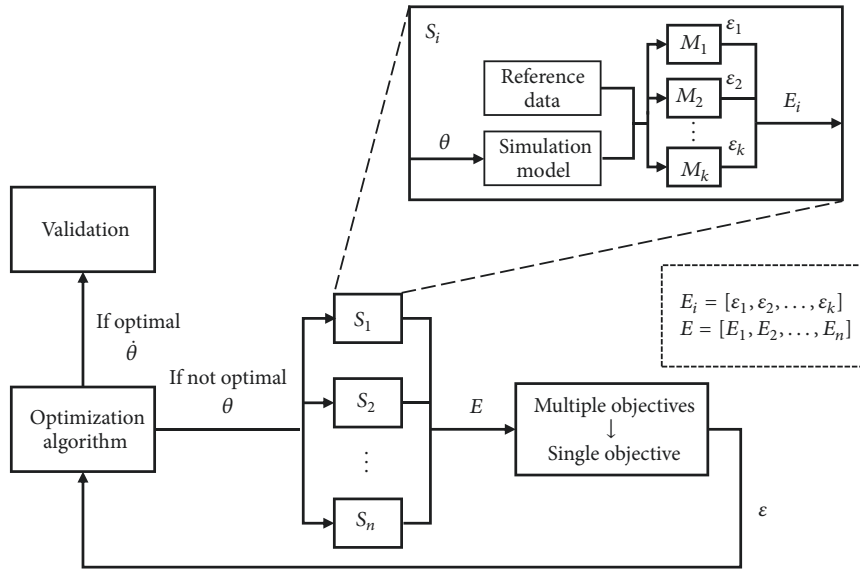 S_i
Reference
data
θ
Simulation
model
M_1
M_2
⋮
M_k
ε_1
ε_2
ε_k
E_i
Validation
If optimal
θ̇
Optimization
algorithm
If not optimal
θ
S_1
S_2
⋮
S_n
E
Multiple objectives
↓
Single objective
ε
E_i = [ε_1, ε_2, . . . , ε_k]
E = [E_1, E_2, . . . , E_n]